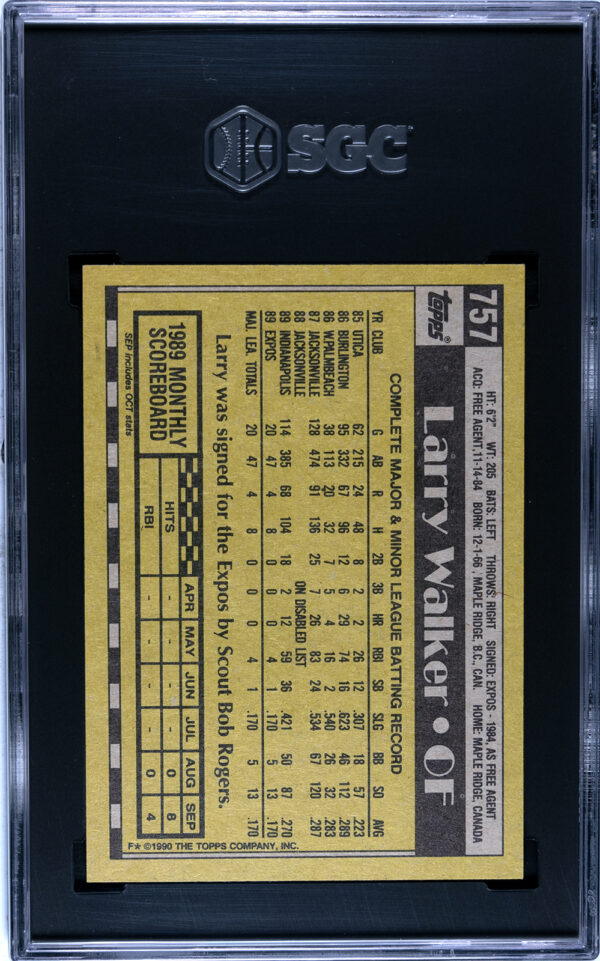 SGC
757
topps®
HT: 6'2" WT: 205 BATS: LEFT THROWS: RIGHT SIGNED: EXPOS - 1984, AS FREE AGENT
ACQ: FREE AGENT, 11-14-84 BORN: 12-1-66, MAPLE RIDGE, B.C., CAN. HOME: MAPLE RIDGE, CANADA
Larry Walker • OF
COMPLETE MAJOR & MINOR LEAGUE BATTING RECORD
YR CLUB G AB R H 2B 3B HR RBI SB SLG BB SO AVG
85 UTICA 62 215 24 48 8 2 2 26 12 .307 18 57 .223
86 BURLINGTON 95 332 67 96 12 6 29 74 16 .623 46 112 .289
86 W.PALMBEACH 38 113 20 32 7 5 4 16 2 .540 26 32 .283
87 JACKSONVILLE 128 474 91 136 25 7 26 83 24 .534 67 120 .287
88 JACKSONVILLE ON DISABLED LIST
89 INDIANAPOLIS 114 385 68 104 18 2 12 59 36 .421 50 87 .270
89 EXPOS 20 47 4 8 0 0 0 4 1 .170 5 13 .170
MAJ. LEA. TOTALS 20 47 4 8 0 0 0 4 1 .170 5 13 .170
Larry was signed for the Expos by Scout Bob Rogers.
1989 MONTHLY
SCOREBOARD
APR MAY JUN JUL AUG SEP
HITS - - - - 0 8
RBI - - - - 0 4
SEP includes OCT stats
F* ©1990 THE TOPPS COMPANY, INC.